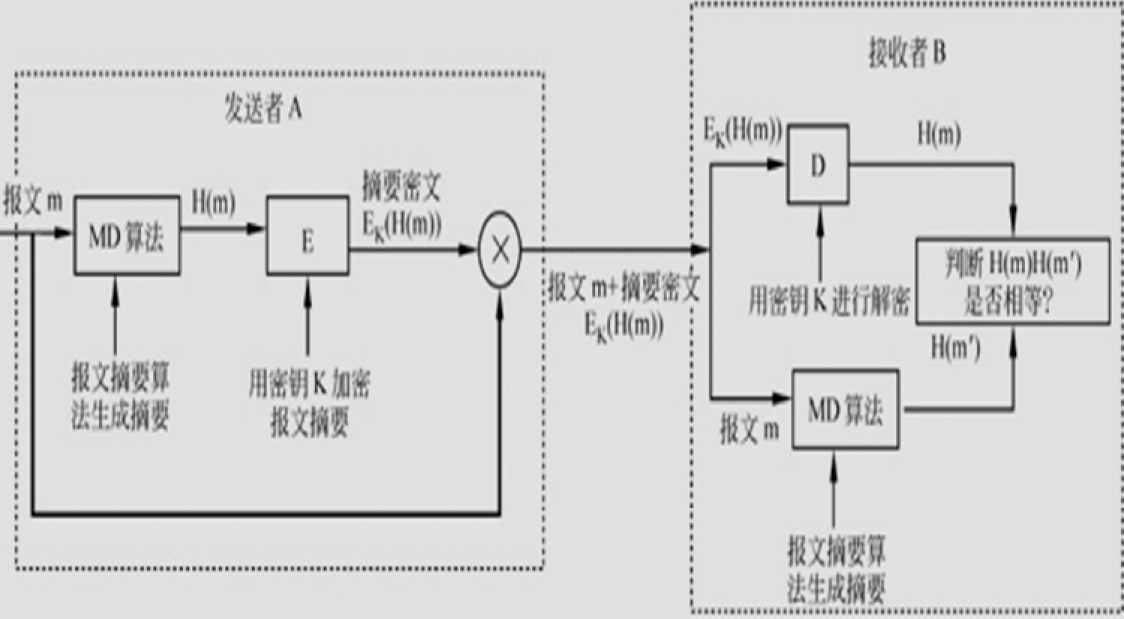 发送者 A
报文 m
MD 算法
报文摘要算
法生成摘要
H(m)
E
用密钥 K 加密
报文摘要
摘要密文
E_K(H(m))
报文 m+摘要密文
E_K(H(m))
接收者 B
E_K(H(m))
D
H(m)
用密钥 K 进行解密
判断 H(m)H(m′)
是否相等?
H(m′)
报文 m
MD 算法
报文摘要算
法生成摘要